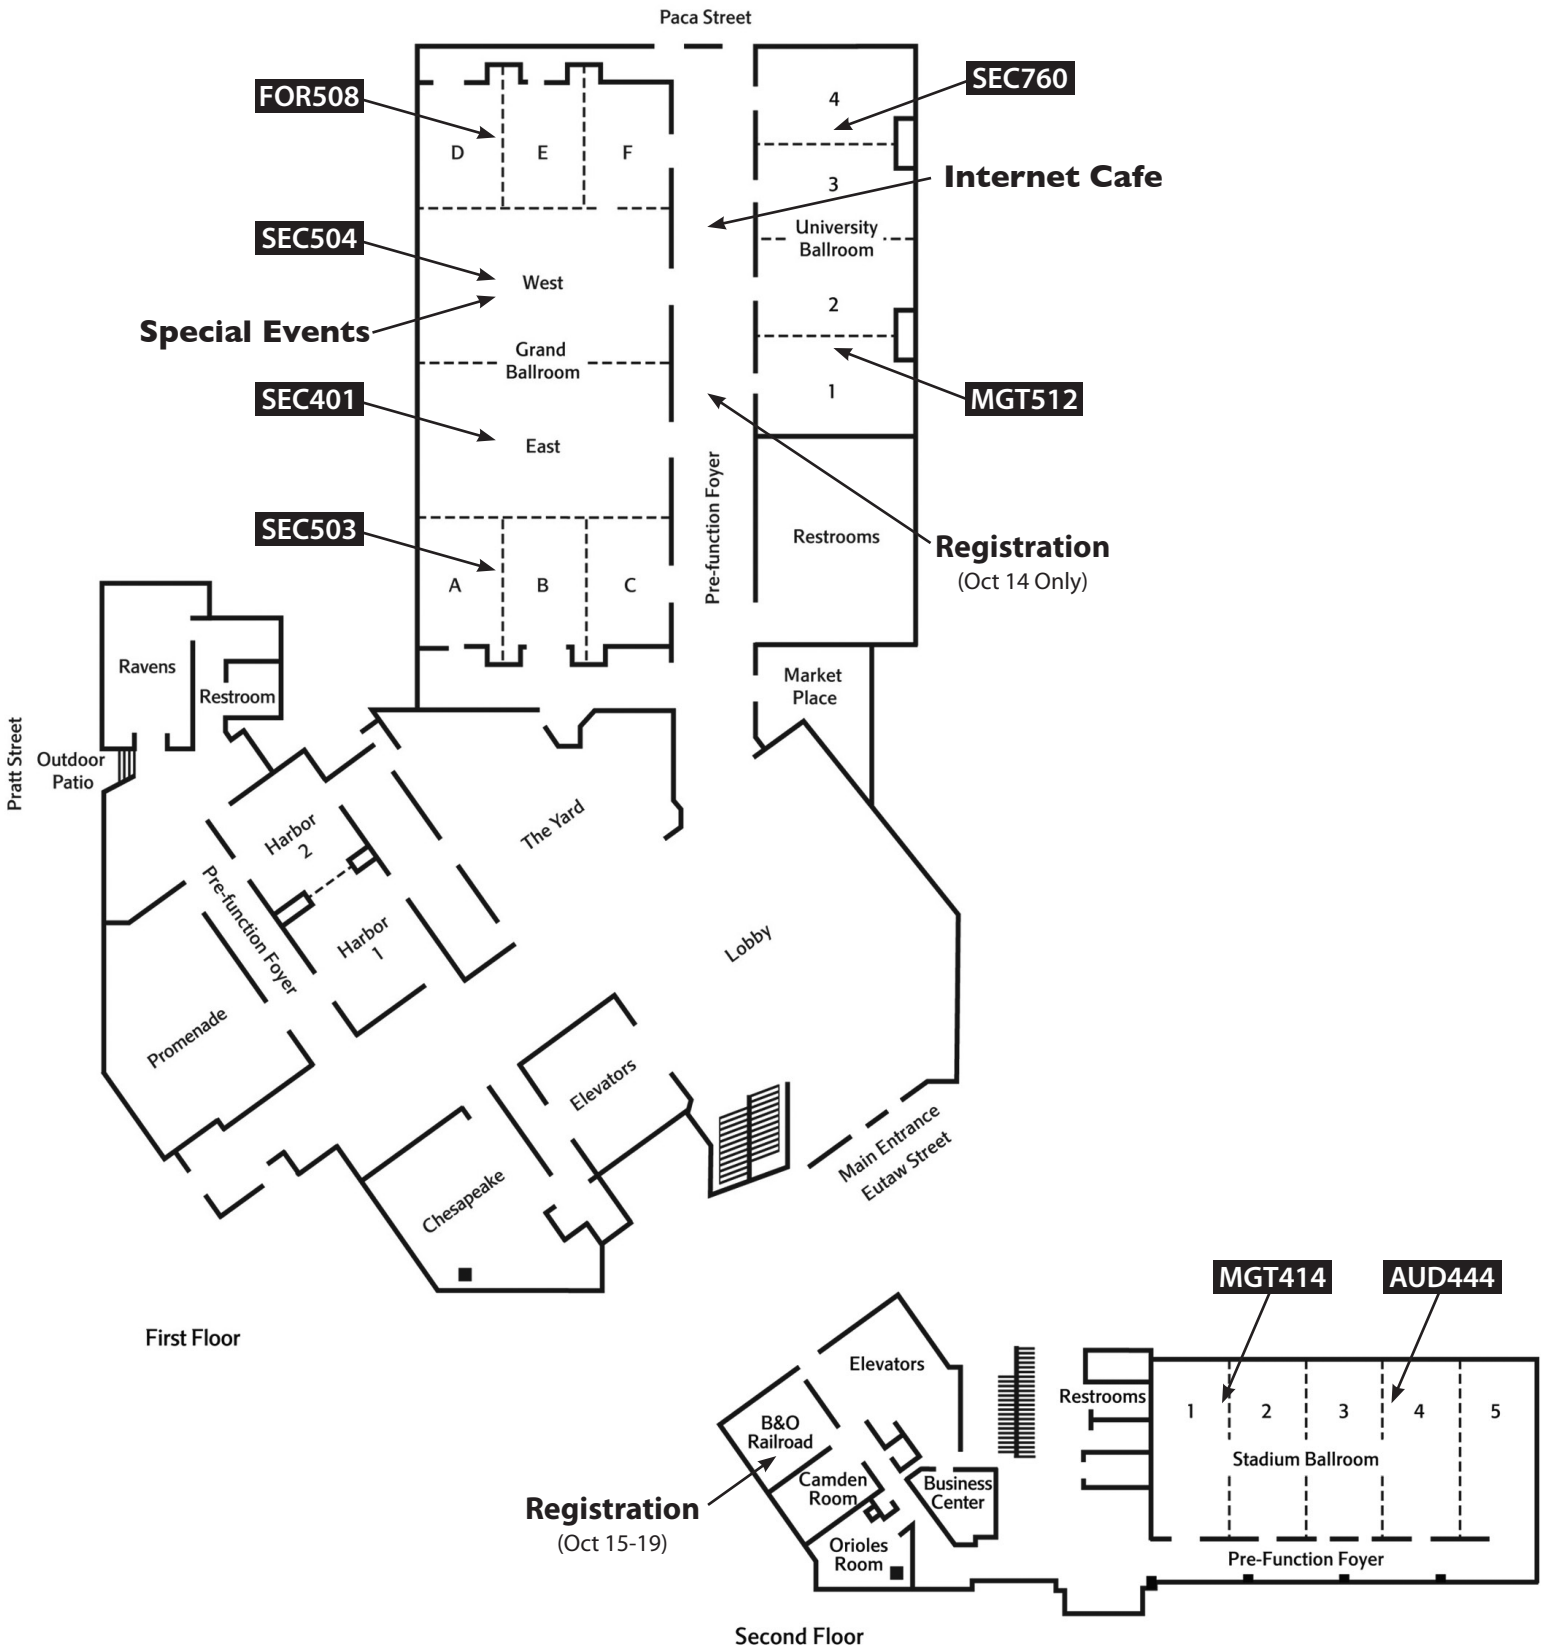 Paca Street
FOR508
SEC760
4
D
E
F
Internet Cafe
3
SEC504
University
Ballroom
West
Special Events
2
Grand
Ballroom
SEC401
1
MGT512
East
SEC503
Pre-function Foyer
Restrooms
Registration
(Oct 14 Only)
A
B
C
Ravens
Restroom
Market
Place
Pratt Street
Outdoor
Patio
Harbor
2
The Yard
Pre-function Foyer
Harbor
1
Lobby
Promenade
Elevators
Chesapeake
Main Entrance
Eutaw Street
First Floor
MGT414
AUD444
Elevators
Restrooms
1
2
3
4
5
B&O
Railroad
Stadium Ballroom
Camden
Room
Business
Center
Registration
(Oct 15-19)
Orioles
Room
Pre-Function Foyer
Second Floor